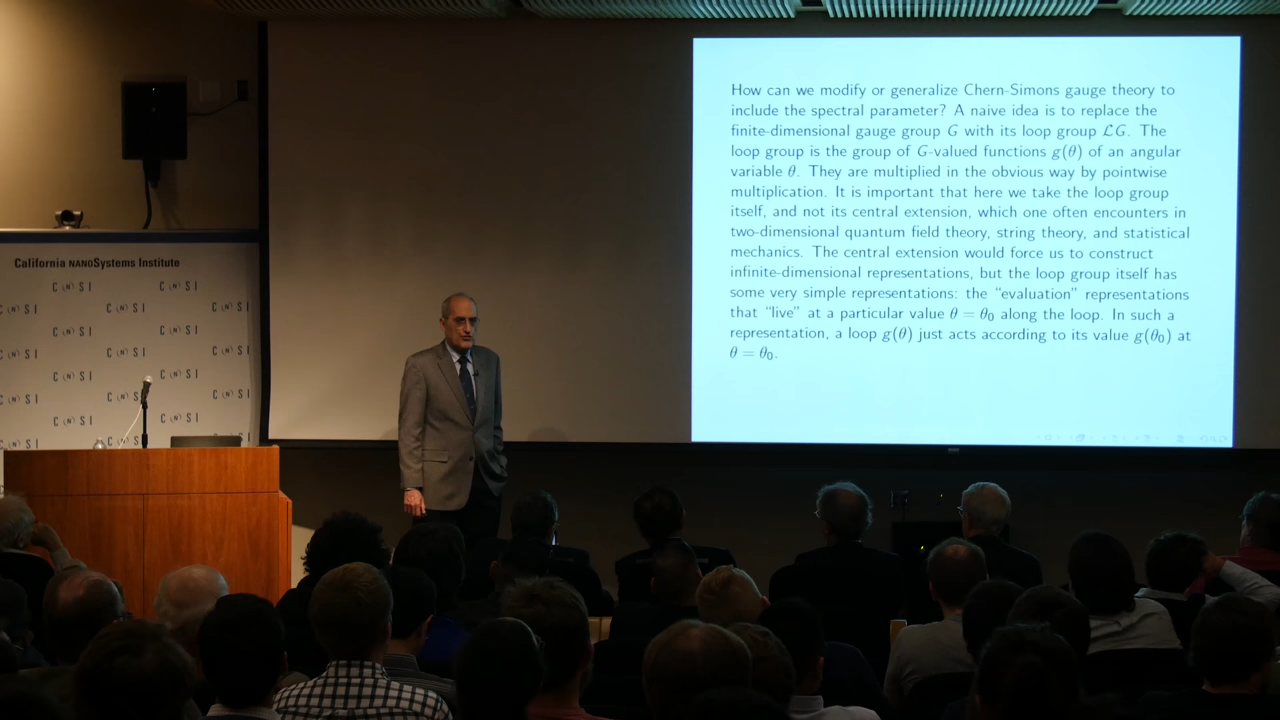 How can we modify or generalize Chern-Simons gauge theory to
include the spectral parameter? A naive idea is to replace the
finite-dimensional gauge group G with its loop group ℒG. The
loop group is the group of G-valued functions g(θ) of an angular
variable θ. They are multiplied in the obvious way by pointwise
multiplication. It is important that here we take the loop group
itself, and not its central extension, which one often encounters in
two-dimensional quantum field theory, string theory, and statistical
mechanics. The central extension would force us to construct
infinite-dimensional representations, but the loop group itself has
some very simple representations: the “evaluation” representations
that “live” at a particular value θ = θ₀ along the loop. In such a
representation, a loop g(θ) just acts according to its value g(θ₀) at
θ = θ₀.
California NANOSystems Institute
C (N) S I C (N) S I
C (N) S I C (N) S I C (N) S I
C (N) S I C (N) S I
C (N) S I C (N) S I C (N) S I
C (N) S I C (N) S I
C (N) S I C (N) S I C (N) S I
C (N) S I C (N) S I
C (N) S I C (N) S I